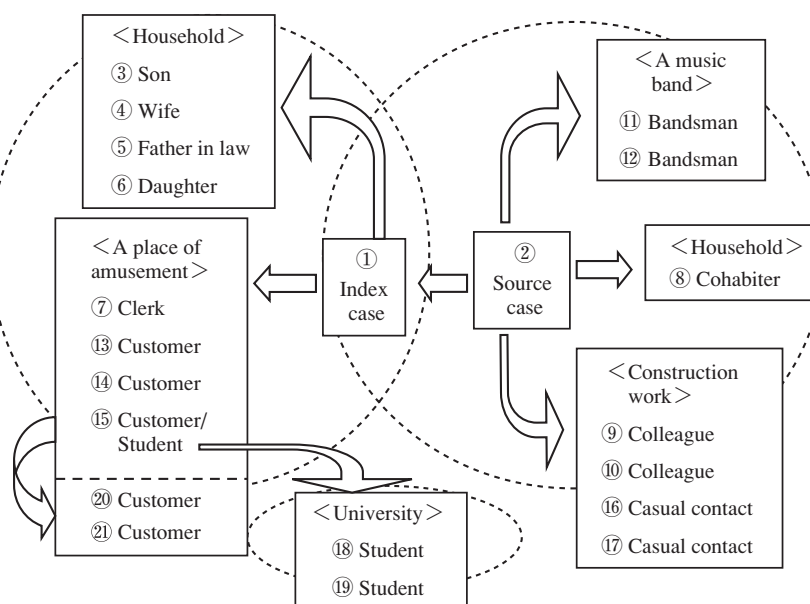 <Household>
③ Son
④ Wife
⑤ Father in law
⑥ Daughter
<A music
band>
⑪ Bandsman
⑫ Bandsman
<A place of
amusement>
⑦ Clerk
⑬ Customer
⑭ Customer
⑮ Customer/
Student
⑳ Customer
㉑ Customer
①
Index
case
②
Source
case
<Household>
⑧ Cohabiter
<Construction
work>
⑨ Colleague
⑩ Colleague
⑯ Casual contact
⑰ Casual contact
<University>
⑱ Student
⑲ Student